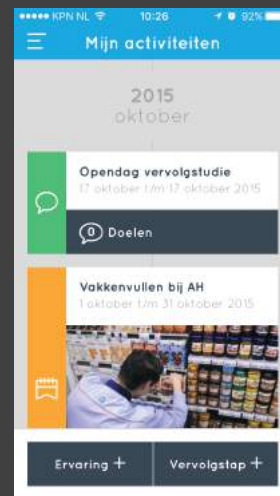 KPN NL 10:26 92%
Mijn activiteiten
2015
oktober
Opendag vervolgstudie
17 oktober t/m 17 oktober 2015
0 Doelen
Vakkenvullen bij AH
1 oktober t/m 31 oktober 2015
Ervaring + Vervolgstap +